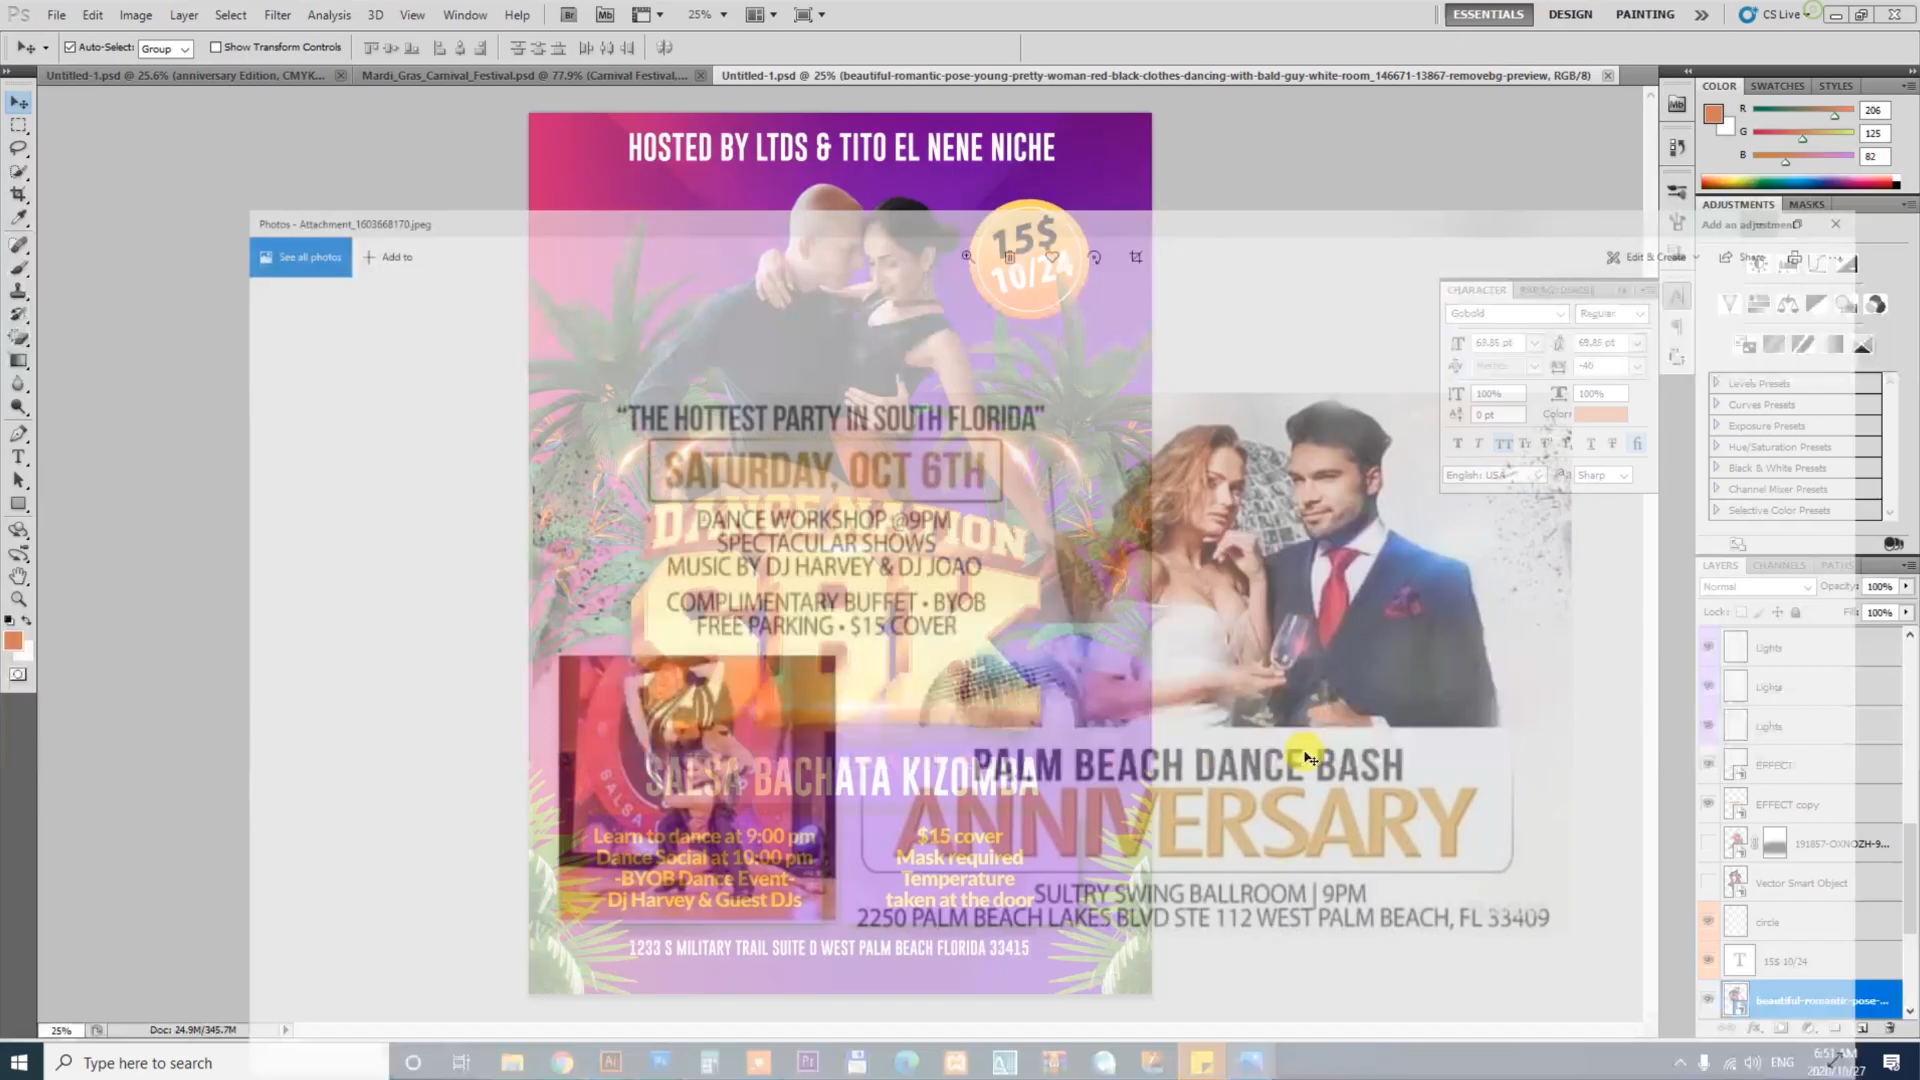 Ps File Edit Image Layer Select Filter Analysis 3D View Window Help Br Mb 25% ESSENTIALS DESIGN PAINTING CS Live
Auto-Select: Group Show Transform Controls
Untitled-1.psd @ 25.6% (anniversary Edition, CMYK... Mardi_Gras_Carnival_Festival.psd @ 77.9% (Carnival Festival,... Untitled-1.psd @ 25% (beautiful-romantic-pose-young-pretty-woman-red-black-clothes-dancing-with-bald-guy-white-room_146671-13867-removebg-preview, RGB/8)
COLOR SWATCHES STYLES
R 206
G 125
B 82
ADJUSTMENTS MASKS
Add an adjustment
HOSTED BY LTDS & TITO EL NENE NICHE
Photos - Attachment_1603668170.jpeg
See all photos
Add to
Edit & Create
Share
15$
10/24
CHARACTER
Gobold Regular
63.85 pt 63.85 pt
Metrics -40
100% 100%
0 pt Color:
English: USA Sharp
Levels Presets
Curves Presets
Exposure Presets
Hue/Saturation Presets
Black & White Presets
Channel Mixer Presets
Selective Color Presets
"THE HOTTEST PARTY IN SOUTH FLORIDA"
SATURDAY, OCT 6TH
DANCE NATION
DANCE WORKSHOP @9PM
SPECTACULAR SHOWS
MUSIC BY DJ HARVEY & DJ JOAO
COMPLIMENTARY BUFFET • BYOB
FREE PARKING • $15 COVER
PALM BEACH DANCE BASH
ANNIVERSARY
SALSA BACHATA KIZOMBA
Learn to dance at 9:00 pm
Dance Social at 10:00 pm
-BYOB Dance Event-
Dj Harvey & Guest DJs
$15 cover
Mask required
Temperature
taken at the door
SULTRY SWING BALLROOM | 9PM
2250 PALM BEACH LAKES BLVD STE 112 WEST PALM BEACH, FL 33409
1233 S MILITARY TRAIL SUITE D WEST PALM BEACH FLORIDA 33415
LAYERS CHANNELS PATHS
Normal Opacity: 100%
Lock: Fill: 100%
Lights
Lights
Lights
EFFECT
EFFECT copy
191857-OXNOZH-9...
Vector Smart Object
circle
T 15$ 10/24
beautiful-romantic-pose-...
25% Doc: 24.9M/345.7M
Type here to search
ENG
6:51 AM
2020/10/27